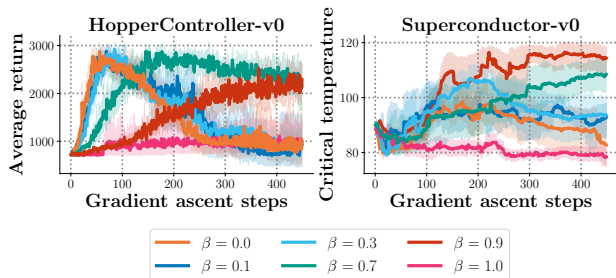 HopperController-v0
Average return
3000
2000
1000
0 100 200 300 400
Gradient ascent steps
Superconductor-v0
Critical temperature
120
100
80
0 100 200 300 400
Gradient ascent steps
β = 0.0 β = 0.3 β = 0.9
β = 0.1 β = 0.7 β = 1.0